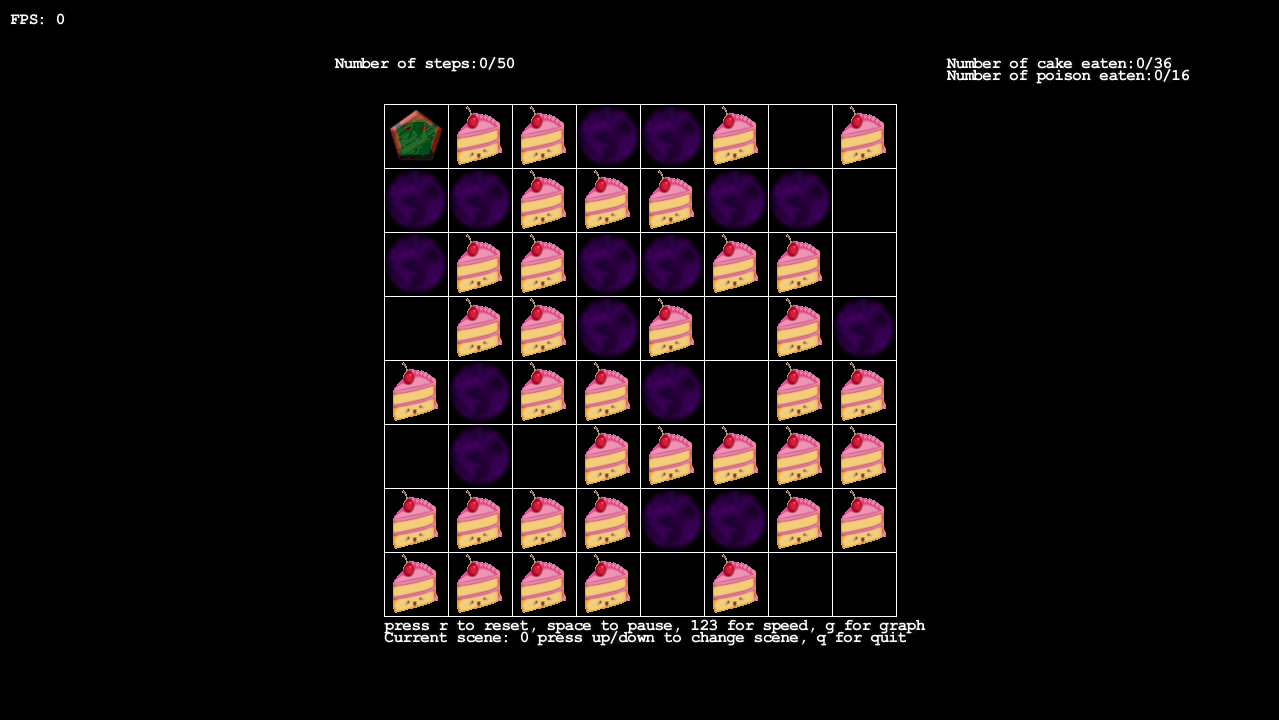 FPS: 0
Number of steps:0/50
Number of cake eaten:0/36
Number of poison eaten:0/16
press r to reset, space to pause, 123 for speed, g for graph
Current scene: 0 press up/down to change scene, q for quit